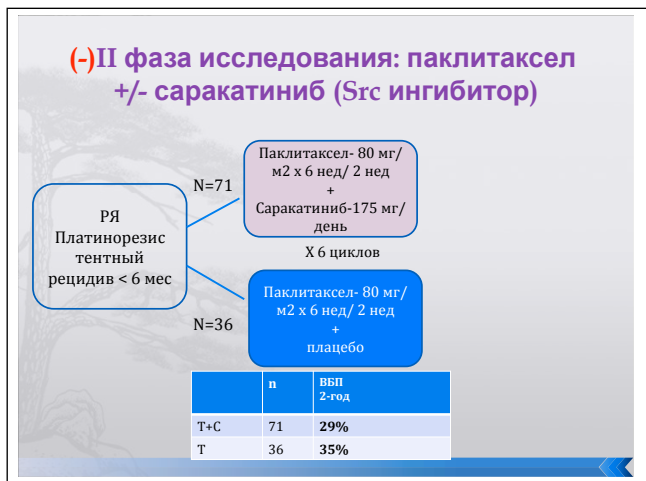 (-)II фаза исследования: паклитаксел
+/- саракатиниб (Src ингибитор)
Паклитаксел- 80 мг/
м2 х 6 нед/ 2 нед
+
Саракатиниб-175 мг/
день
N=71
РЯ
Платинорезис
тентный
рецидив < 6 мес
X 6 циклов
Паклитаксел- 80 мг/
м2 х 6 нед/ 2 нед
+
плацебо
N=36
n ВБП
2-год
Т+С 71 29%
Т 36 35%